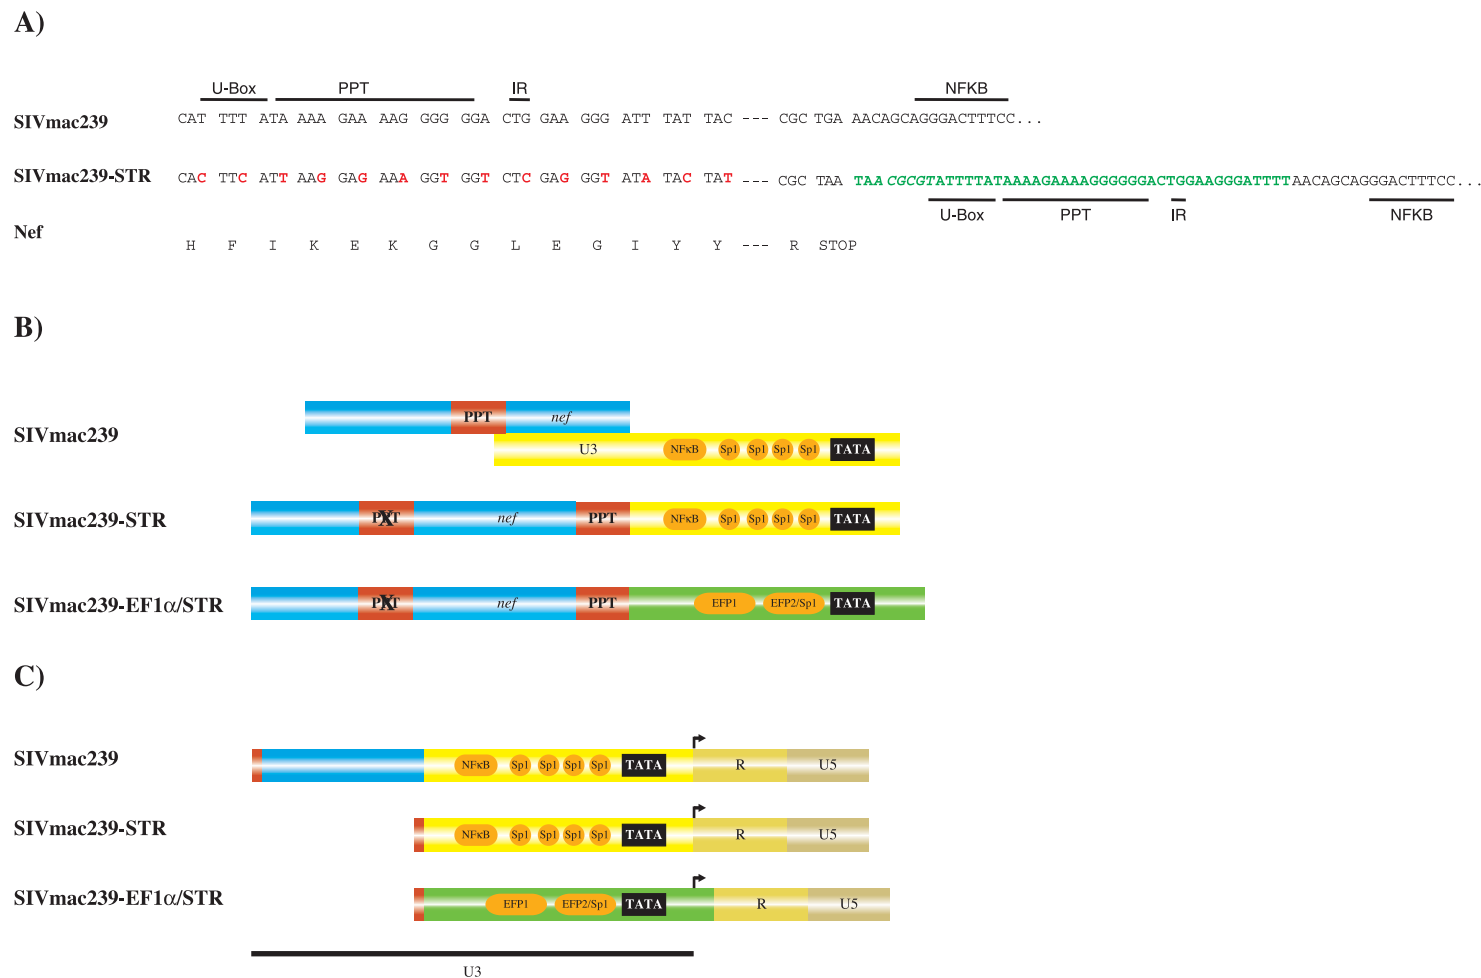 A)
U-Box PPT IR NFKB
SIVmac239 CAT TTT ATA AAA GAA AAG GGG GGA CTG GAA GGG ATT TAT TAC --- CGC TGA AACAGCAGGGACTTTCC...
SIVmac239-STR CAC TTC ATT AAG GAG AAA GGT GGT CTC GAG GGT ATA TAC TAT --- CGC TAA TAACGCGTATTTTATAAAAGAAAAGGGGGGACTGGAAGGGATTTTAACAGCAGGGACTTTCC...
U-Box PPT IR NFKB
Nef H F I K E K G G L E G I Y Y --- R STOP
B)
SIVmac239 PPT nef
U3 NFκB Sp1 Sp1 Sp1 Sp1 TATA
SIVmac239-STR PPT X nef PPT NFκB Sp1 Sp1 Sp1 Sp1 TATA
SIVmac239-EF1α/STR PPT X nef PPT EFP1 EFP2/Sp1 TATA
C)
SIVmac239 NFκB Sp1 Sp1 Sp1 Sp1 TATA R U5
SIVmac239-STR NFκB Sp1 Sp1 Sp1 Sp1 TATA R U5
SIVmac239-EF1α/STR EFP1 EFP2/Sp1 TATA R U5
U3